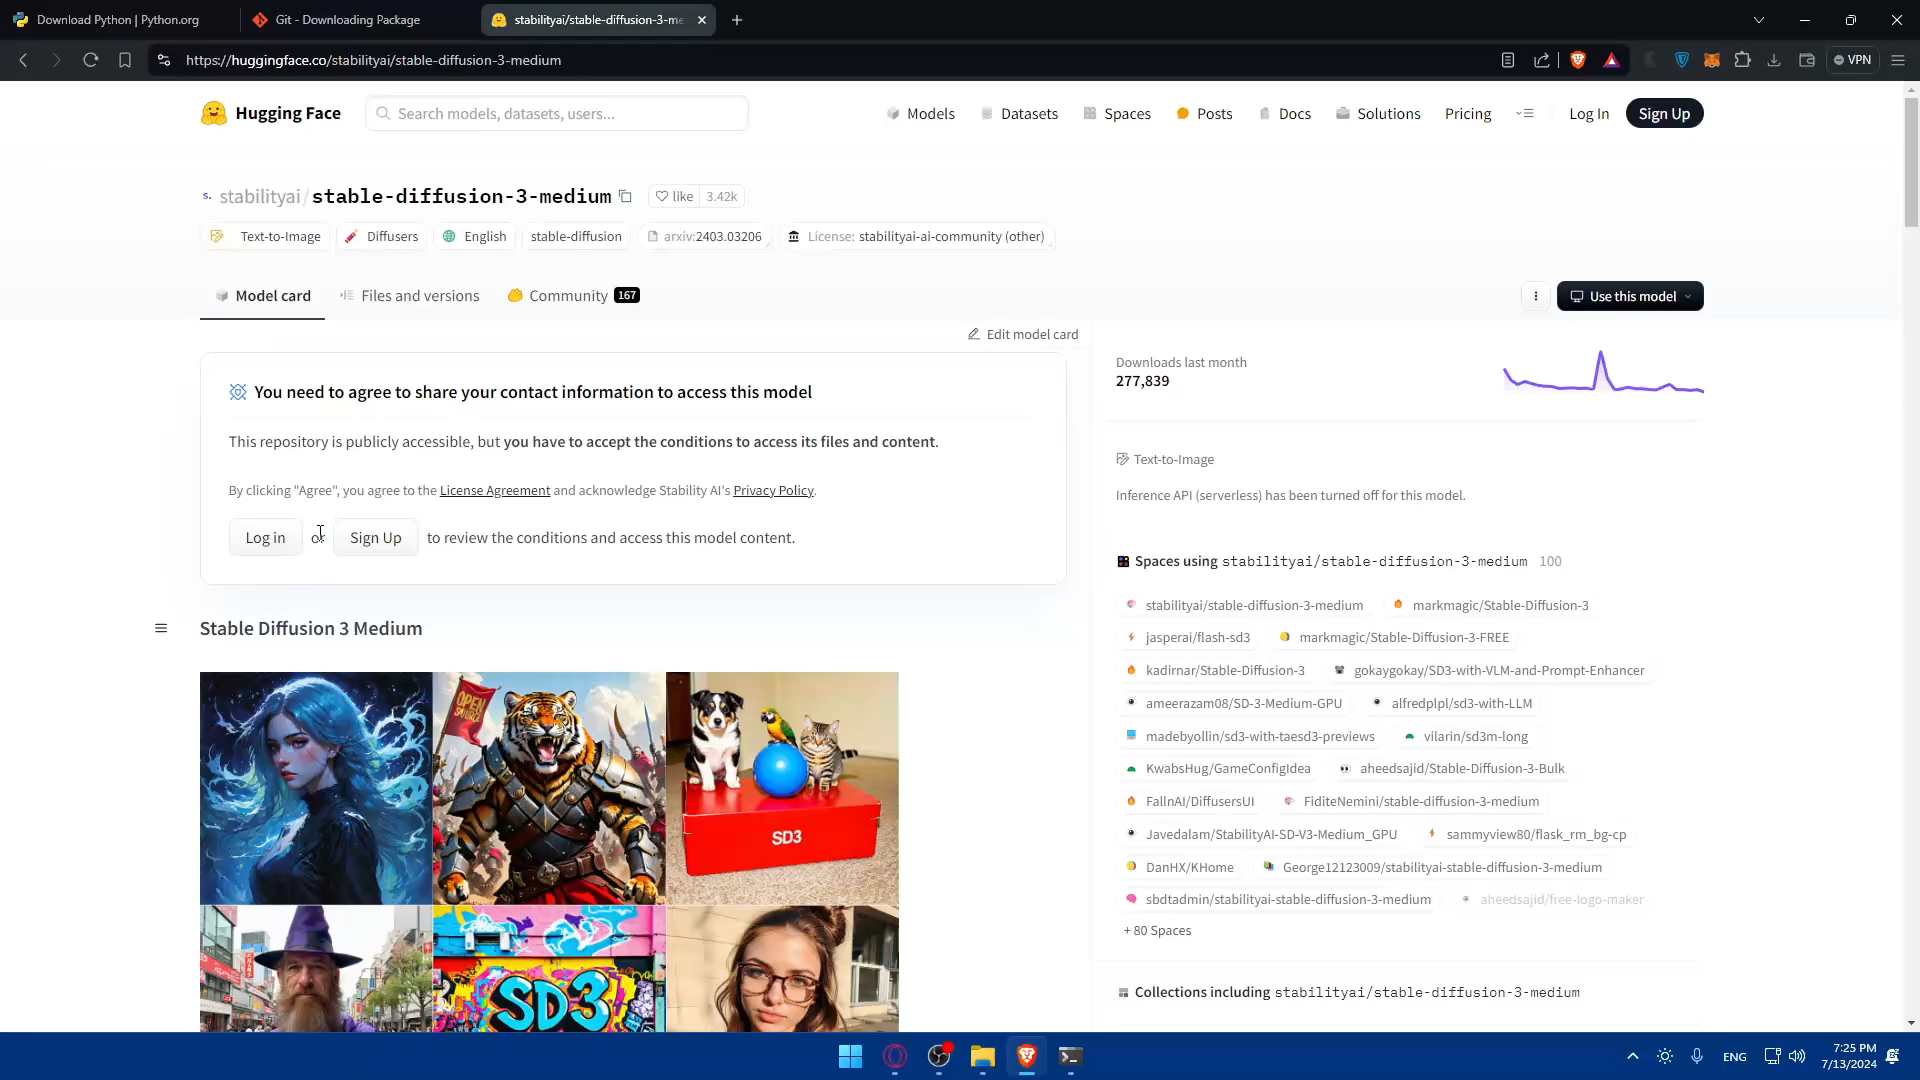 Download Python | Python.org
Git - Downloading Package
stabilityai/stable-diffusion-3-me
https://huggingface.co/stabilityai/stable-diffusion-3-medium
VPN
Hugging Face
Search models, datasets, users...
Models
Datasets
Spaces
Posts
Docs
Solutions
Pricing
Log In
Sign Up
stabilityai/stable-diffusion-3-medium
like 3.42k
Text-to-Image
Diffusers
English
stable-diffusion
arxiv:2403.03206
License: stabilityai-ai-community (other)
Model card
Files and versions
Community 167
Use this model
Edit model card
You need to agree to share your contact information to access this model
This repository is publicly accessible, but you have to accept the conditions to access its files and content.
By clicking "Agree", you agree to the License Agreement and acknowledge Stability AI's Privacy Policy.
Log in or Sign Up to review the conditions and access this model content.
Stable Diffusion 3 Medium
OPEN SOURCE
SD3
SD3
Downloads last month
277,839
Text-to-Image
Inference API (serverless) has been turned off for this model.
Spaces using stabilityai/stable-diffusion-3-medium 100
stabilityai/stable-diffusion-3-medium
markmagic/Stable-Diffusion-3
jasperai/flash-sd3
markmagic/Stable-Diffusion-3-FREE
kadirnar/Stable-Diffusion-3
gokaygokay/SD3-with-VLM-and-Prompt-Enhancer
ameerazam08/SD-3-Medium-GPU
alfredplpl/sd3-with-LLM
madebyollin/sd3-with-taesd3-previews
vilarin/sd3m-long
KwabsHug/GameConfigIdea
aheedsajid/Stable-Diffusion-3-Bulk
FallnAI/DiffusersUI
FiditeNemini/stable-diffusion-3-medium
Javedalam/StabilityAI-SD-V3-Medium_GPU
sammyview80/flask_rm_bg-cp
DanHX/KHome
George12123009/stabilityai-stable-diffusion-3-medium
sbdtadmin/stabilityai-stable-diffusion-3-medium
aheedsajid/free-logo-maker
+ 80 Spaces
Collections including stabilityai/stable-diffusion-3-medium
ENG
7:25 PM
7/13/2024